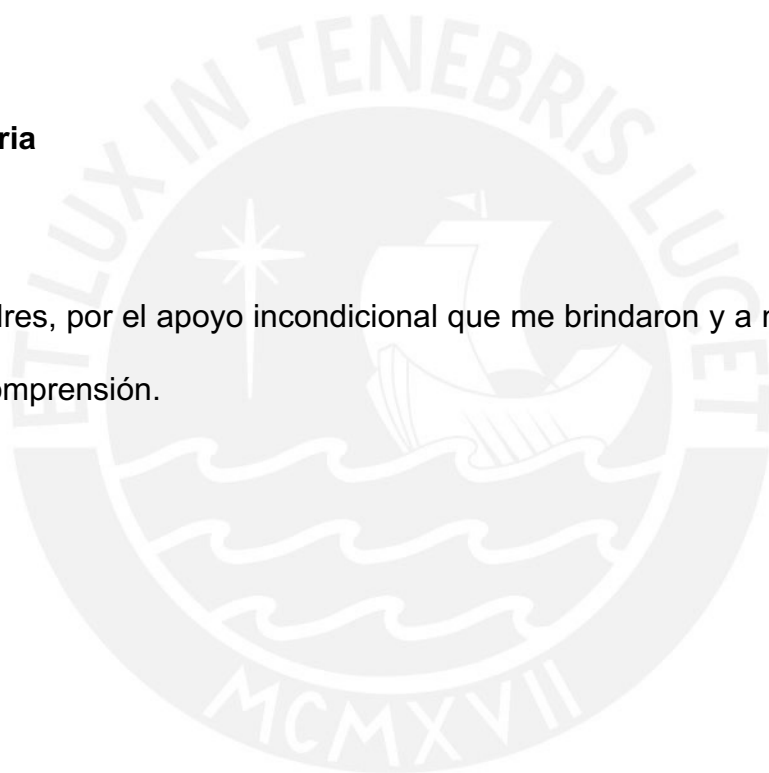 ET LUX IN TENEBRIS LUCET
ria
dres, por el apoyo incondicional que me brindaron y a
omprensión.
MCMXVII